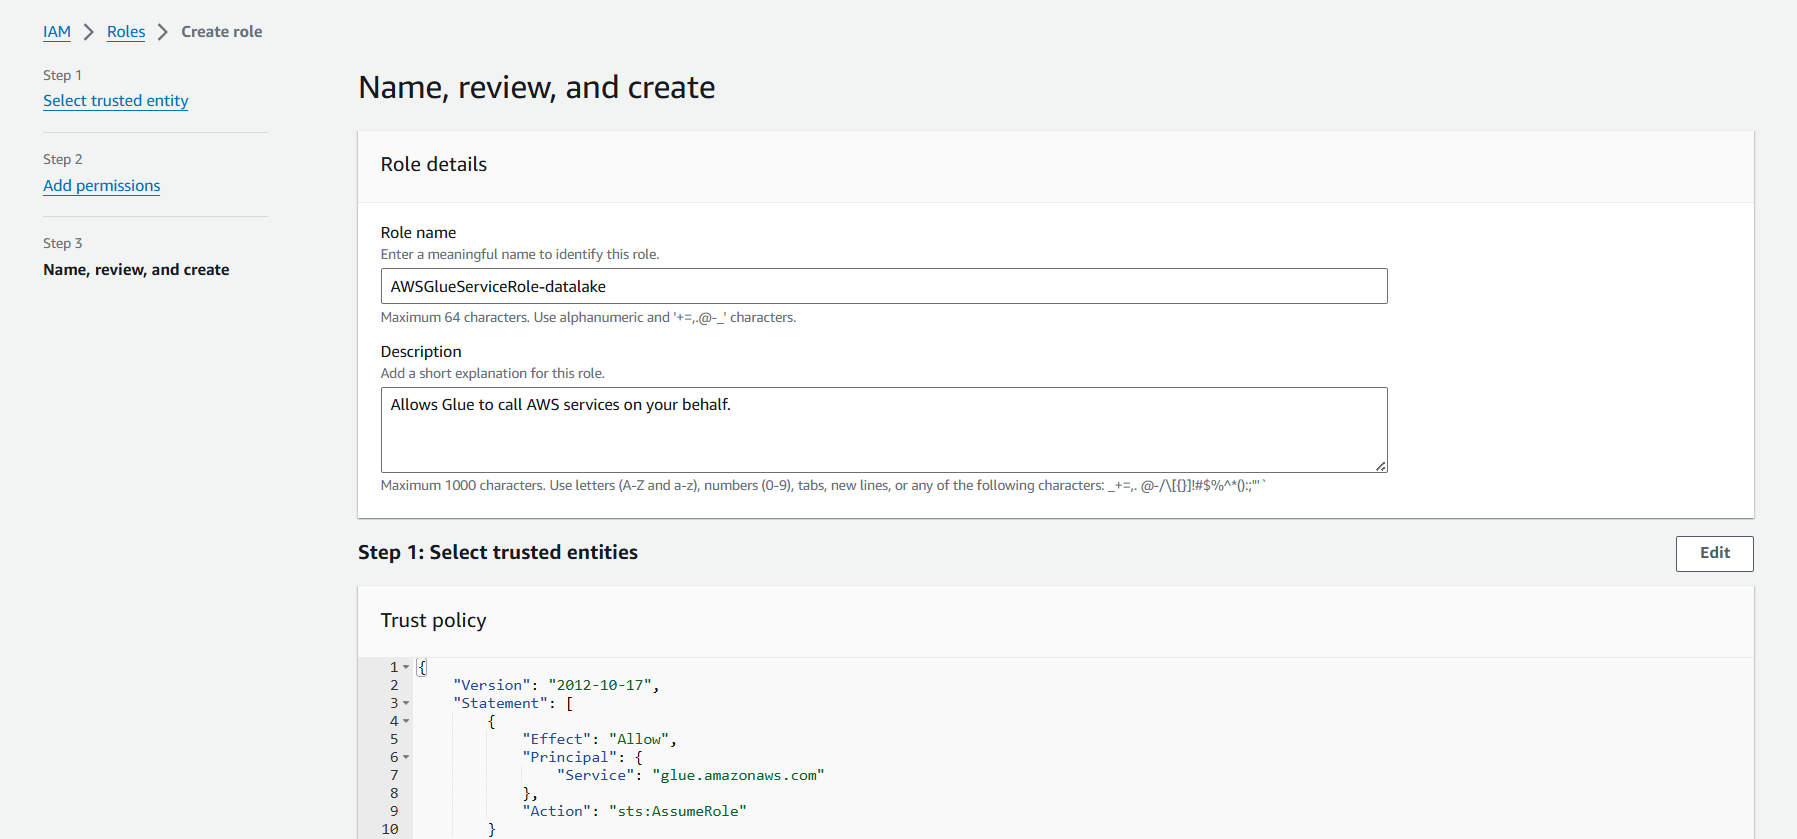 IAM > Roles > Create role
Step 1
Select trusted entity
Step 2
Add permissions
Step 3
Name, review, and create
Name, review, and create
Role details
Role name
Enter a meaningful name to identify this role.
AWSGlueServiceRole-datalake
Maximum 64 characters. Use alphanumeric and '+=,.@-_' characters.
Description
Add a short explanation for this role.
Allows Glue to call AWS services on your behalf.
Maximum 1000 characters. Use letters (A-Z and a-z), numbers (0-9), tabs, new lines, or any of the following characters: _+=,. @-/\[{}]!#$%^*();:"'`
Step 1: Select trusted entities
Edit
Trust policy
1 {
2 "Version": "2012-10-17",
3 "Statement": [
4 {
5 "Effect": "Allow",
6 "Principal": {
7 "Service": "glue.amazonaws.com"
8 },
9 "Action": "sts:AssumeRole"
10 }